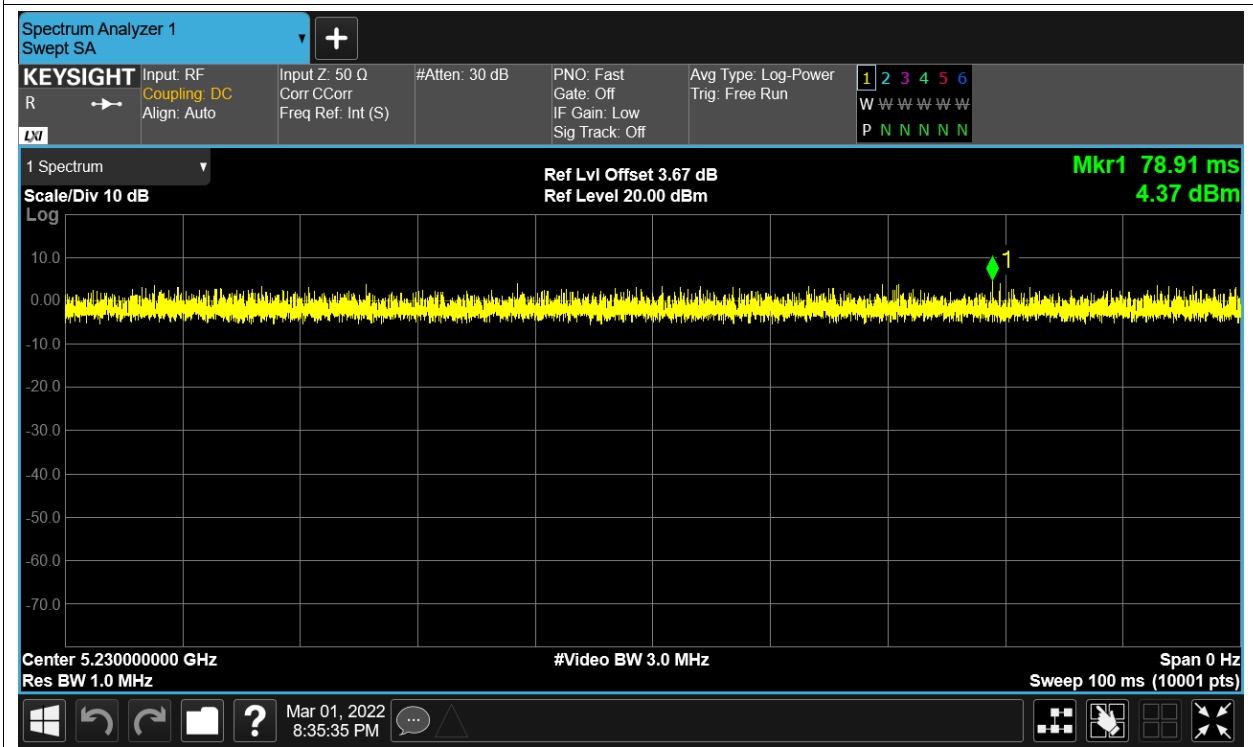 Spectrum Analyzer 1
Swept SA
+
KEYSIGHT Input: RF Input Z: 50 Ω #Atten: 30 dB PNO: Fast Avg Type: Log-Power 1 2 3 4 5 6
R Coupling: DC Corr CCorr Gate: Off Trig: Free Run W W W W W W
Align: Auto Freq Ref: Int (S) IF Gain: Low
LXI Sig Track: Off P N N N N N
1 Spectrum Ref Lvl Offset 3.67 dB Mkr1 78.91 ms
Scale/Div 10 dB Ref Level 20.00 dBm 4.37 dBm
Log
10.0
1
0.00
-10.0
-20.0
-30.0
-40.0
-50.0
-60.0
-70.0
Center 5.230000000 GHz #Video BW 3.0 MHz Span 0 Hz
Res BW 1.0 MHz Sweep 100 ms (10001 pts)
? Mar 01, 2022
8:35:35 PM